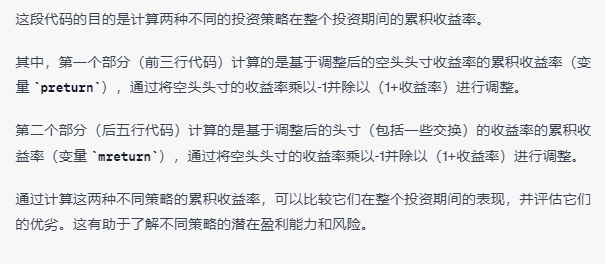 这段代码的目的是计算两种不同的投资策略在整个投资期间的累积收益率。
其中，第一个部分（前三行代码）计算的是基于调整后的空头头寸收益率的累积收益率（变
量 `preturn`），通过将空头头寸的收益率乘以-1并除以（1+收益率）进行调整。
第二个部分（后五行代码）计算的是基于调整后的头寸（包括一些交换）的收益率的累积收
益率（变量 `mreturn`），通过将空头头寸的收益率乘以-1并除以（1+收益率）进行调整。
通过计算这两种不同策略的累积收益率，可以比较它们在整个投资期间的表现，并评估它们
的优劣。这有助于了解不同策略的潜在盈利能力和风险。